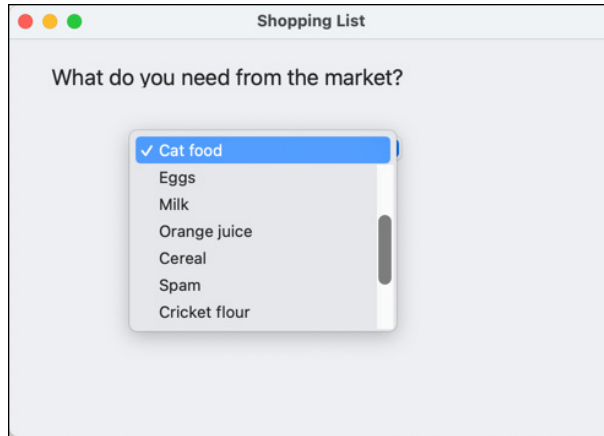 Shopping List
What do you need from the market?
✓ Cat food
Eggs
Milk
Orange juice
Cereal
Spam
Cricket flour